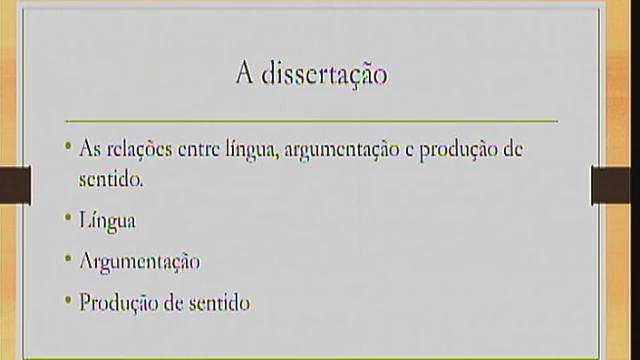 A dissertação
• As relações entre língua, argumentação e produção de
sentido.
• Língua
• Argumentação
• Produção de sentido